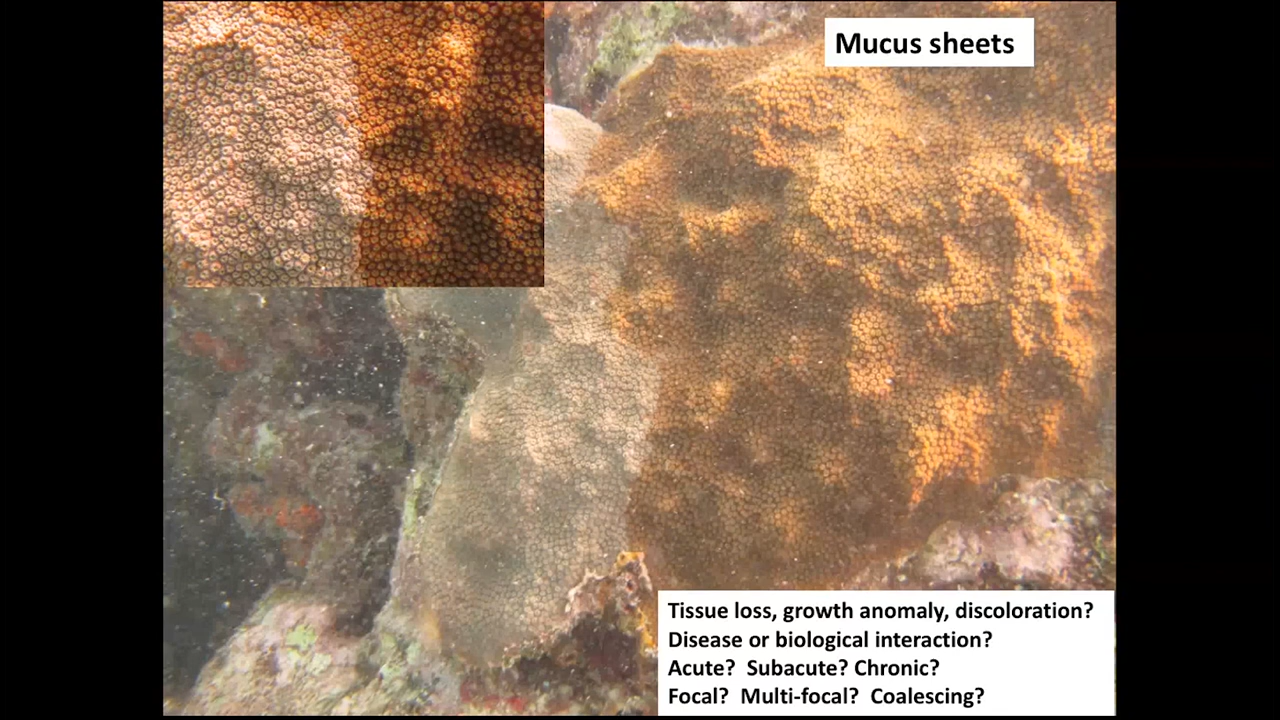 Mucus sheets
Tissue loss, growth anomaly, discoloration?
Disease or biological interaction?
Acute?  Subacute? Chronic?
Focal?  Multi-focal?  Coalescing?